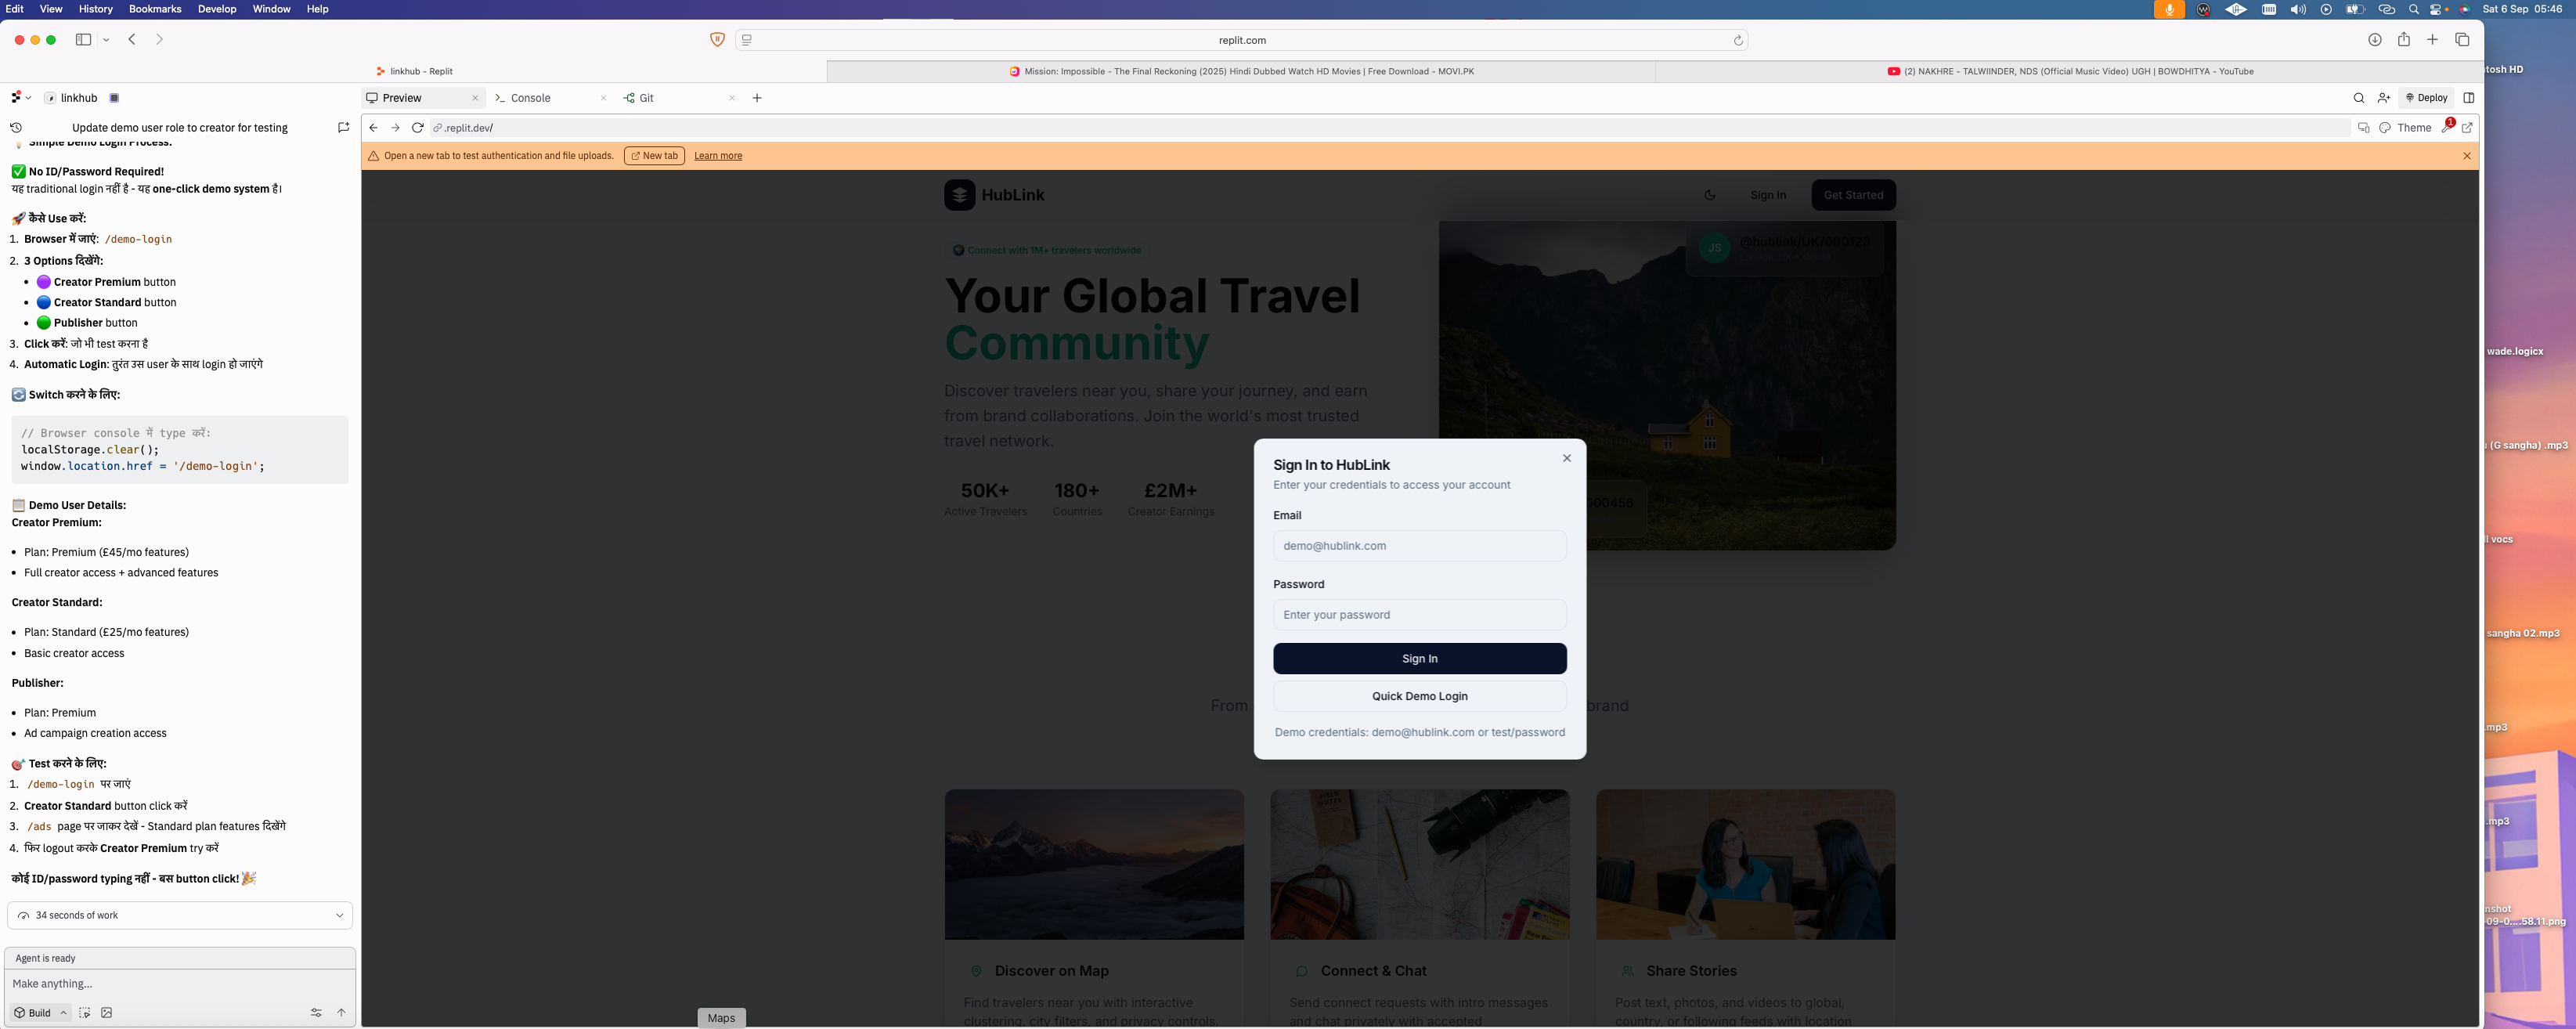 Edit View History Bookmarks Develop Window Help
Sat 6 Sep 05:46
replit.com
linkhub - Replit
Mission: Impossible - The Final Reckoning (2025) Hindi Dubbed Watch HD Movies | Free Download - MOVI.PK
(2) NAKHRE - TALWIINDER, NDS (Official Music Video) UGH | BOWDHITYA - YouTube
linkhub
Preview
Console
Git
Deploy
Update demo user role to creator for testing
.replit.dev/
Theme
1
Open a new tab to test authentication and file uploads.
New tab
Learn more
Simple Demo Login Process:
✅ No ID/Password Required!
यह traditional login नहीं है - यह one-click demo system है।
🚀 कैसे Use करें:
1. Browser में जाएं: /demo-login
2. 3 Options दिखेंगे:
• 🟣 Creator Premium button
• 🔵 Creator Standard button
• 🟢 Publisher button
3. Click करें: जो भी test करना है
4. Automatic Login: तुरंत उस user के साथ login हो जाएंगे
🔄 Switch करने के लिए:
// Browser console में type करें:
localStorage.clear();
window.location.href = '/demo-login';
📋 Demo User Details:
Creator Premium:
• Plan: Premium (£45/mo features)
• Full creator access + advanced features
Creator Standard:
• Plan: Standard (£25/mo features)
• Basic creator access
Publisher:
• Plan: Premium
• Ad campaign creation access
🎯 Test करने के लिए:
1. /demo-login पर जाएं
2. Creator Standard button click करें
3. /ads page पर जाकर देखें - Standard plan features दिखेंगे
4. फिर logout करके Creator Premium try करें
कोई ID/password typing नहीं - बस button click! 🎉
34 seconds of work
Agent is ready
Make anything...
Build
HubLink
Sign In
Get Started
Connect with 1M+ travelers worldwide
JS
@hublink/UK/000123
Your Global Travel
Community
Discover travelers near you, share your journey, and earn
from brand collaborations. Join the world's most trusted
travel network.
50K+
Active Travelers
180+
Countries
£2M+
Creator Earnings
000456
Sign In to HubLink
Enter your credentials to access your account
Email
demo@hublink.com
Password
Enter your password
Sign In
Quick Demo Login
Demo credentials: demo@hublink.com or test/password
From
brand
Discover on Map
Find travelers near you with interactive
clustering, city filters, and privacy controls.
Connect & Chat
Send connect requests with intro messages
and chat privately with accepted
Share Stories
Post text, photos, and videos to global,
country, or following feeds with location
Maps
ntosh HD
wade.logicx
(G sangha) .mp3
ll vocs
sangha 02.mp3
.mp3
.mp3
nshot
-09-0....58.11.png